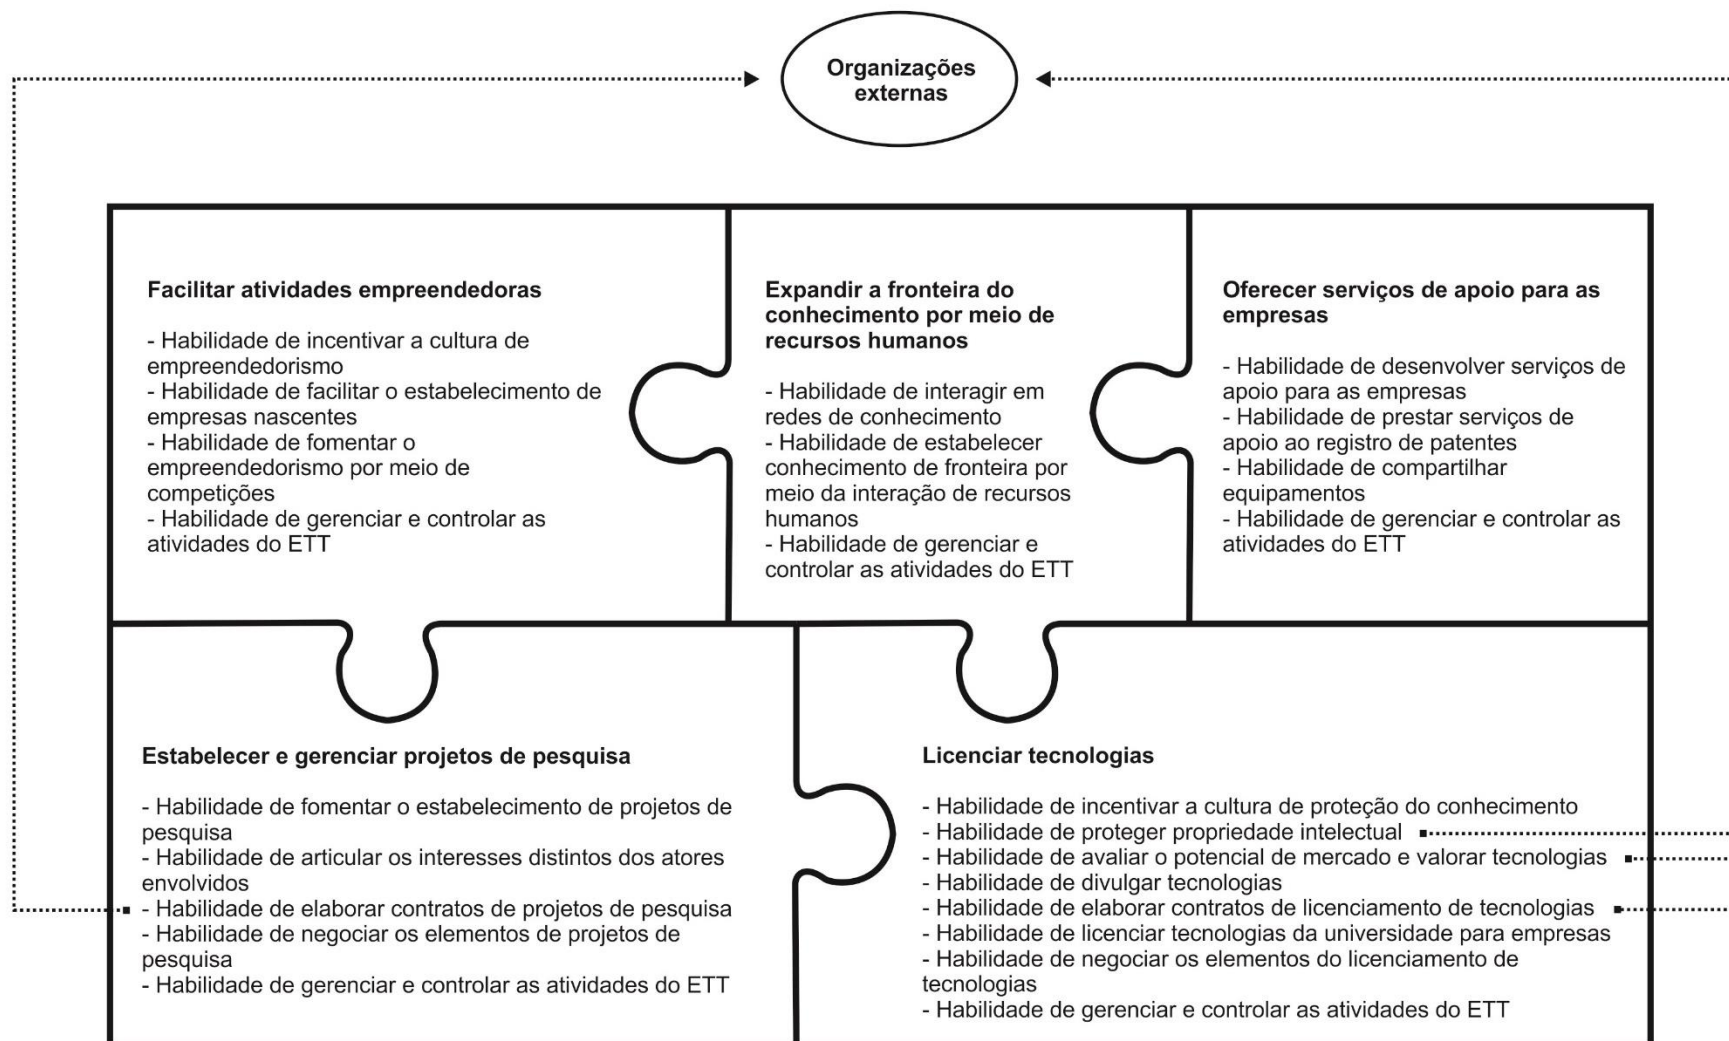 Organizações
externas
Facilitar atividades empreendedoras
- Habilidade de incentivar a cultura de
empreendedorismo
- Habilidade de facilitar o estabelecimento de
empresas nascentes
- Habilidade de fomentar o
empreendedorismo por meio de
competições
- Habilidade de gerenciar e controlar as
atividades do ETT
Expandir a fronteira do
conhecimento por meio de
recursos humanos
- Habilidade de interagir em
redes de conhecimento
- Habilidade de estabelecer
conhecimento de fronteira por
meio da interação de recursos
humanos
- Habilidade de gerenciar e
controlar as atividades do ETT
Oferecer serviços de apoio para as
empresas
- Habilidade de desenvolver serviços de
apoio para as empresas
- Habilidade de prestar serviços de
apoio ao registro de patentes
- Habilidade de compartilhar
equipamentos
- Habilidade de gerenciar e controlar as
atividades do ETT
Estabelecer e gerenciar projetos de pesquisa
- Habilidade de fomentar o estabelecimento de projetos de
pesquisa
- Habilidade de articular os interesses distintos dos atores
envolvidos
- Habilidade de elaborar contratos de projetos de pesquisa
- Habilidade de negociar os elementos de projetos de
pesquisa
- Habilidade de gerenciar e controlar as atividades do ETT
Licenciar tecnologias
- Habilidade de incentivar a cultura de proteção do conhecimento
- Habilidade de proteger propriedade intelectual
- Habilidade de avaliar o potencial de mercado e valorar tecnologias
- Habilidade de divulgar tecnologias
- Habilidade de elaborar contratos de licenciamento de tecnologias
- Habilidade de licenciar tecnologias da universidade para empresas
- Habilidade de negociar os elementos do licenciamento de
tecnologias
- Habilidade de gerenciar e controlar as atividades do ETT